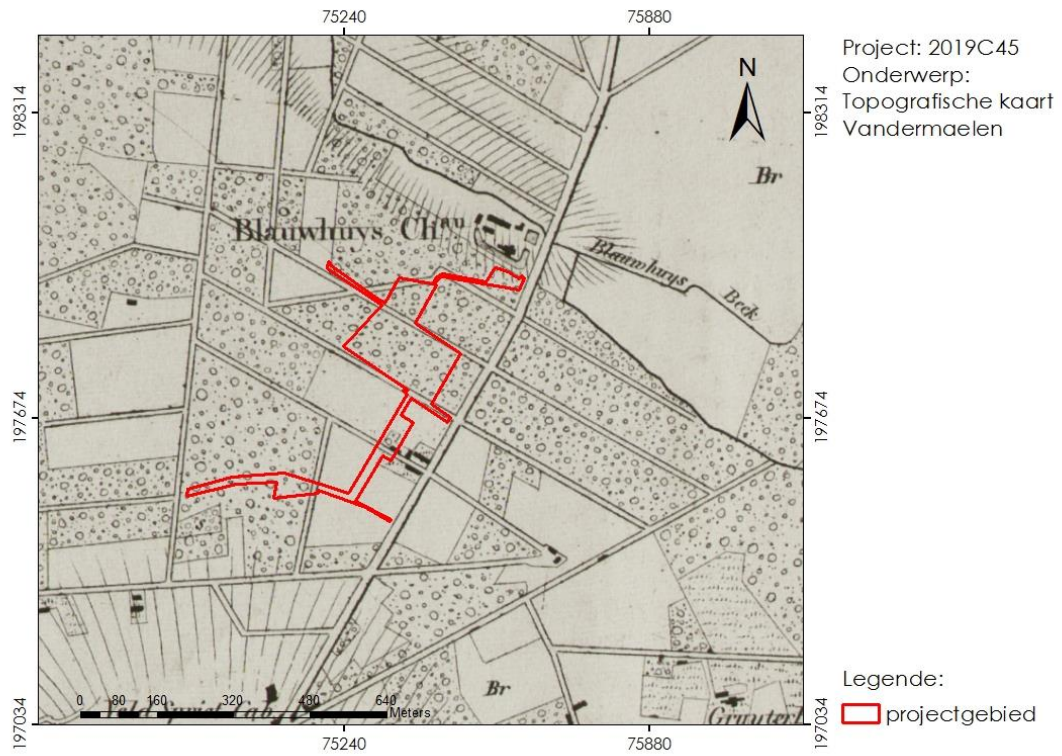 75240
75880
Project: 2019C45
Onderwerp:
Topografische kaart
Vandermaelen
N
198314
198314
Br
Blauwhuys Chau
Blauwhuys Beek
197674
197674
S
Br
0 80 160 320 480 640
Meters
197034
197034
75240
75880
Legende:
projectgebied